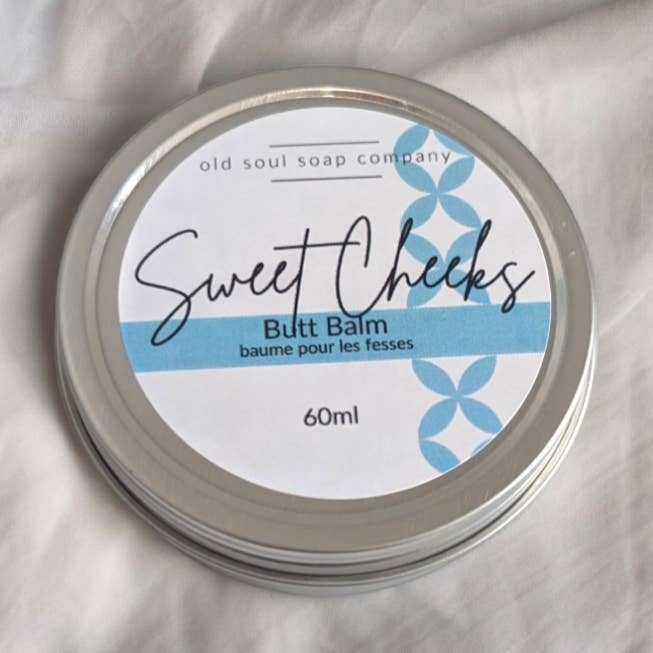 old soul soap company
Sweet Cheeks
Butt Balm
baume pour les fesses
60ml